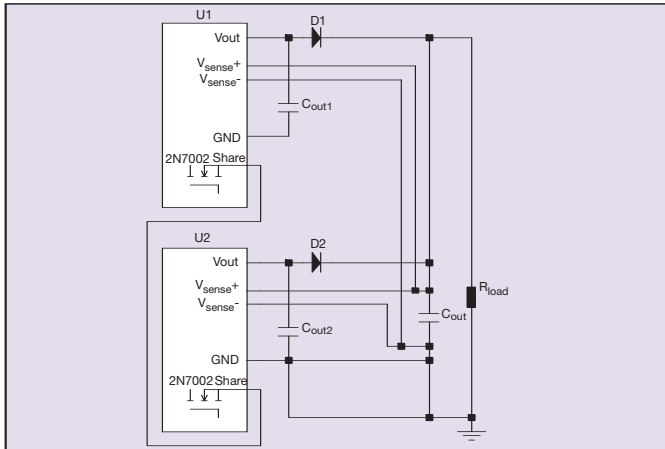 U1
Vout
D1
Vsense+
Vsense-
Cout1
GND
2N7002 Share
U2
Vout
D2
Vsense+
Vsense-
Rload
Cout
Cout2
GND
2N7002 Share